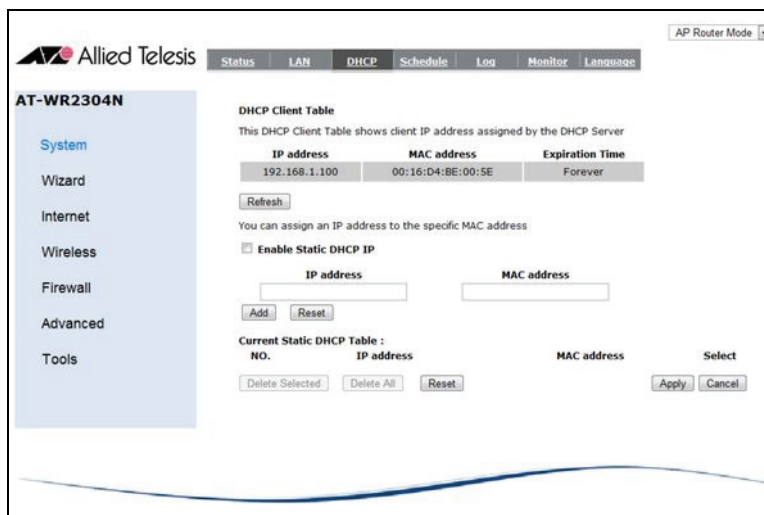 AP Router Mode
Allied Telesis
Status LAN DHCP Schedule Log Monitor Language
AT-WR2304N
System
Wizard
Internet
Wireless
Firewall
Advanced
Tools
DHCP Client Table
This DHCP Client Table shows client IP address assigned by the DHCP Server
IP address MAC address Expiration Time
192.168.1.100 00:16:D4:BE:00:5E Forever
Refresh
You can assign an IP address to the specific MAC address
Enable Static DHCP IP
IP address MAC address
Add Reset
Current Static DHCP Table :
NO. IP address MAC address Select
Delete Selected Delete All Reset Apply Cancel